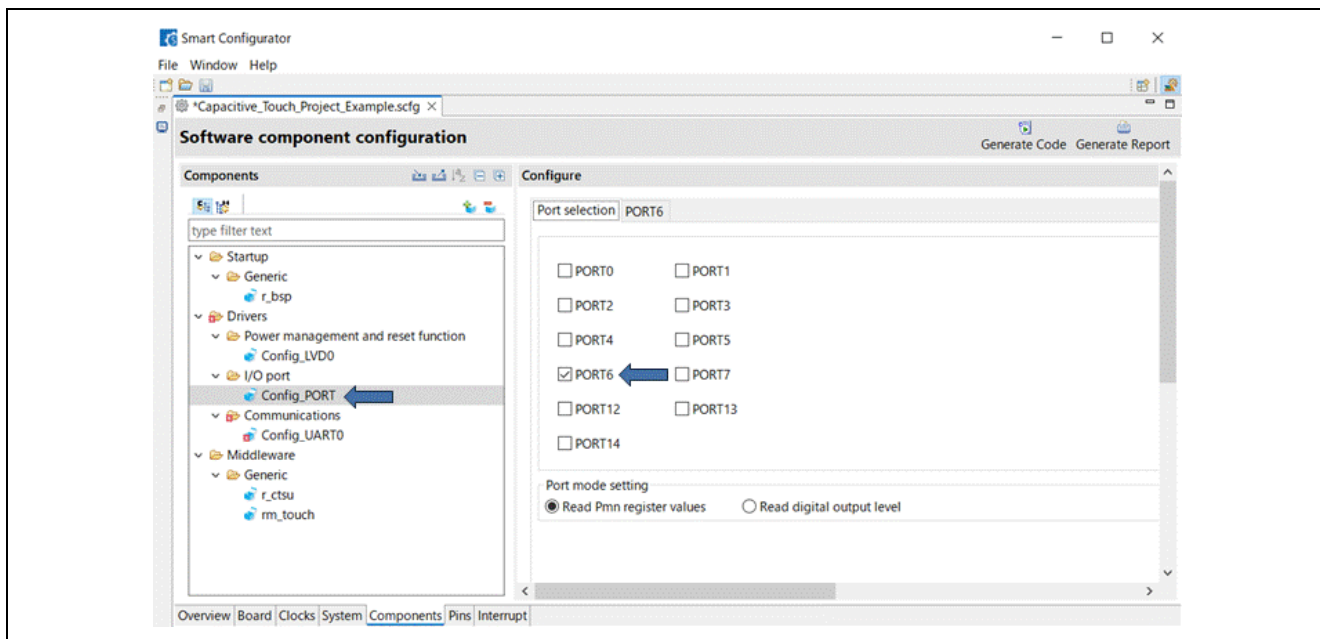 Smart Configurator
File Window Help
*Capacitive_Touch_Project_Example.scfg
Software component configuration
Generate Code Generate Report
Components
Configure
type filter text
Startup
Generic
r_bsp
Drivers
Power management and reset function
Config_LVD0
I/O port
Config_PORT
Communications
Config_UART0
Middleware
Generic
r_ctsu
rm_touch
Port selection PORT6
PORT0 PORT1
PORT2 PORT3
PORT4 PORT5
PORT6 PORT7
PORT12 PORT13
PORT14
Port mode setting
Read Pmn register values Read digital output level
Overview Board Clocks System Components Pins Interrupt